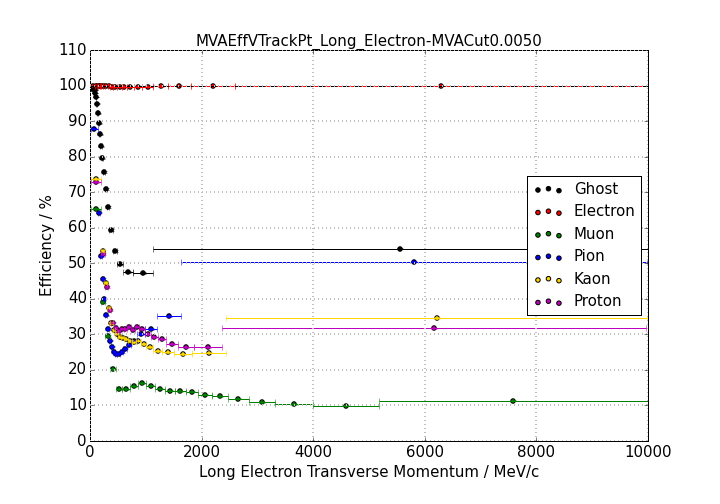 MVAEffVTrackPt_Long_Electron-MVACut0.0050
Efficiency / %
110
100
90
80
70
60
50
40
30
20
10
0
Ghost
Electron
Muon
Pion
Kaon
Proton
0 2000 4000 6000 8000 10000
Long Electron Transverse Momentum / MeV/c